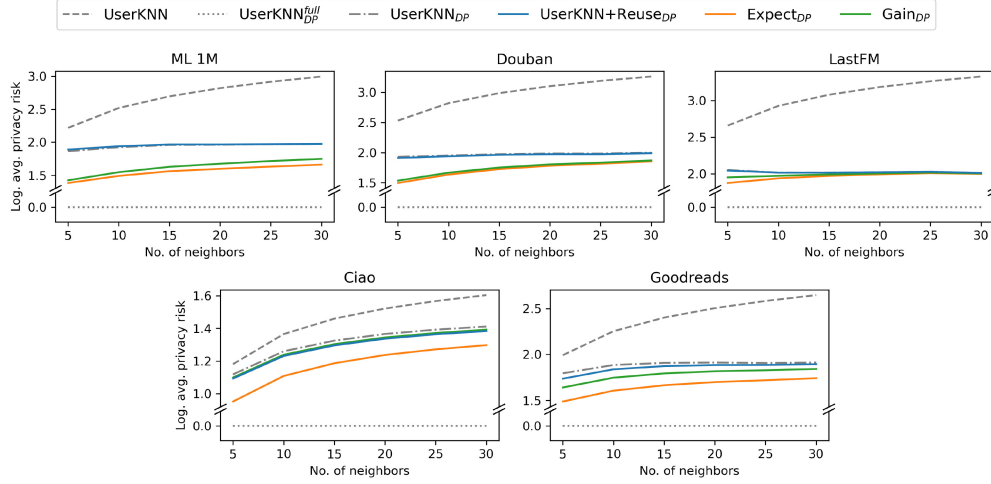 UserKNN UserKNN_DP^full UserKNN_DP UserKNN+Reuse_DP Expect_DP Gain_DP
ML 1M Douban LastFM
Log. avg. privacy risk
3.0
2.5
2.0
1.5
0.0
5 10 15 20 25 30
No. of neighbors
3.0
2.5
2.0
1.5
0.0
5 10 15 20 25 30
No. of neighbors
3.0
2.5
2.0
0.0
5 10 15 20 25 30
No. of neighbors
Ciao Goodreads
Log. avg. privacy risk
1.6
1.4
1.2
1.0
0.0
5 10 15 20 25 30
No. of neighbors
2.5
2.0
1.5
0.0
5 10 15 20 25 30
No. of neighbors